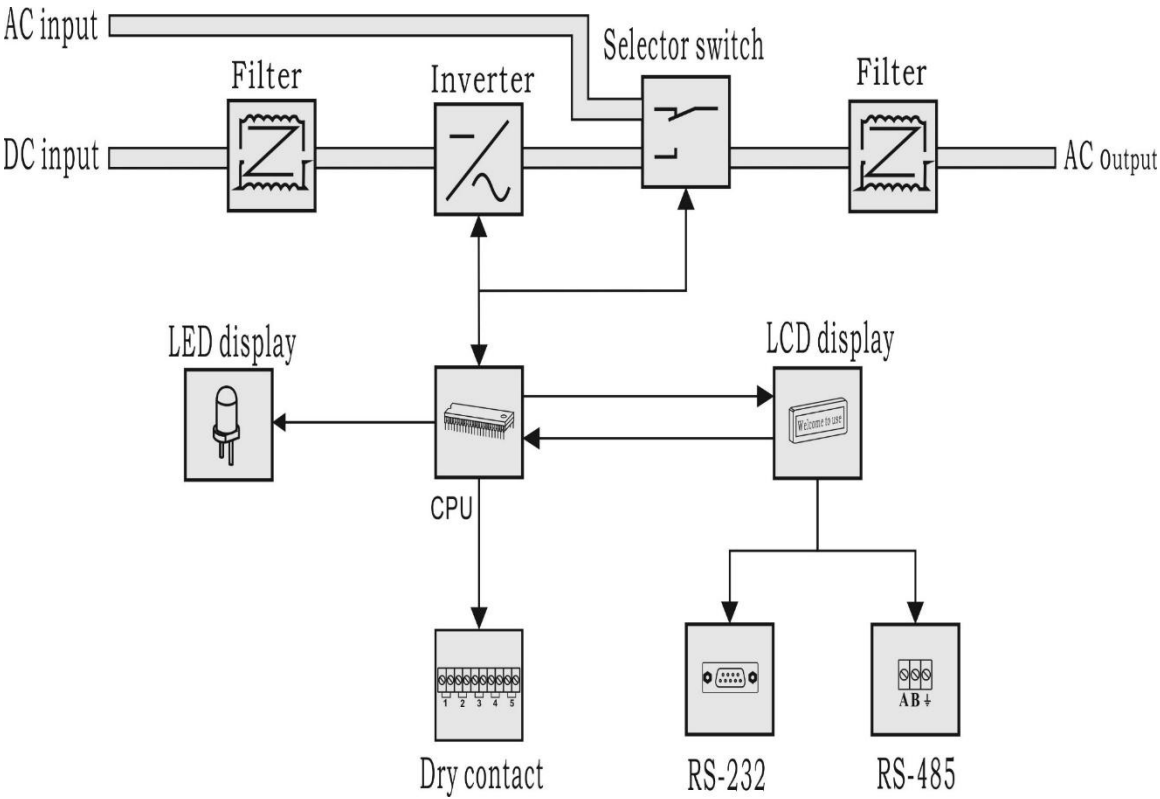 AC input
Selector switch
Filter
Inverter
Filter
DC input
AC output
LED display
LCD display
Welcome to use
CPU
1 2 3 4 5
A B
Dry contact
RS-232
RS-485